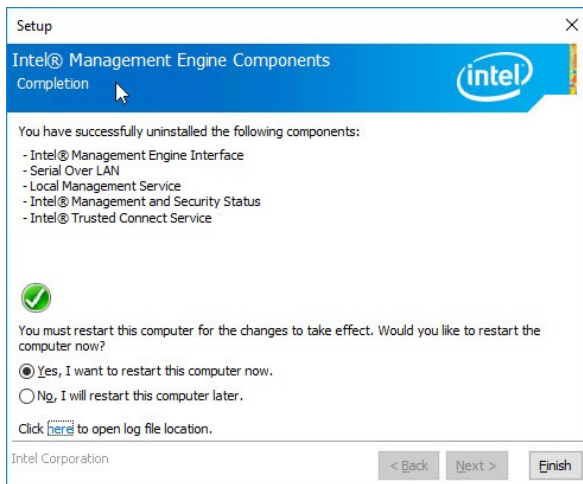 Setup
Intel® Management Engine Components
Completion
intel
You have successfully uninstalled the following components:
- Intel® Management Engine Interface
- Serial Over LAN
- Local Management Service
- Intel® Management and Security Status
- Intel® Trusted Connect Service
You must restart this computer for the changes to take effect. Would you like to restart the
computer now?
Yes, I want to restart this computer now.
No, I will restart this computer later.
Click here to open log file location.
Intel Corporation
< Back Next > Finish